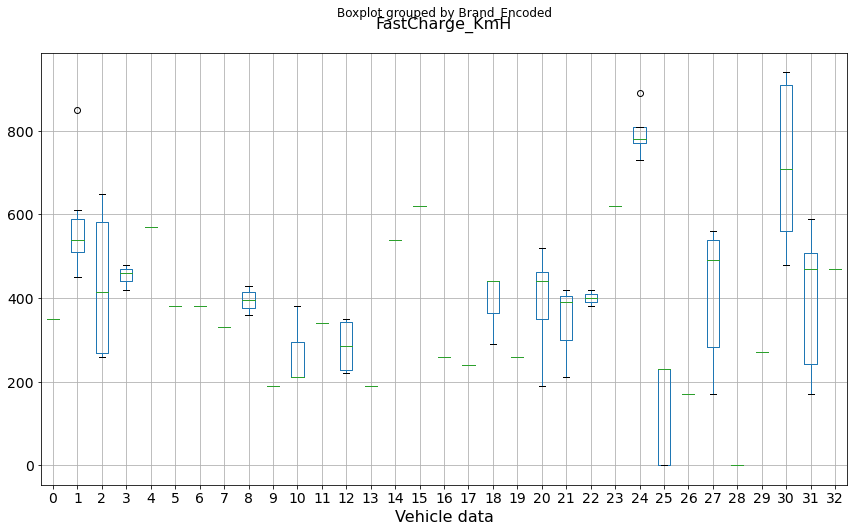 Boxplot grouped by Brand_Encoded
FastCharge_KmH
800
600
400
200
0
0 1 2 3 4 5 6 7 8 9 10 11 12 13 14 15 16 17 18 19 20 21 22 23 24 25 26 27 28 29 30 31 32
Vehicle data